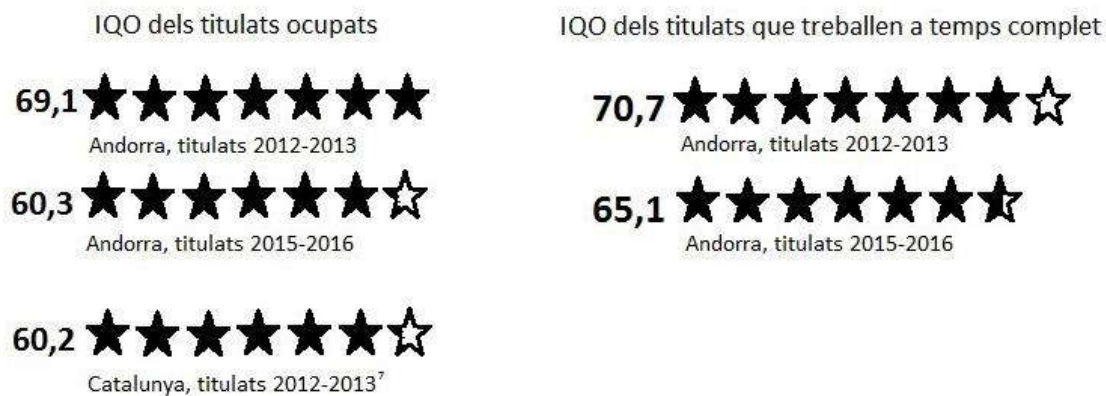 IQO dels titulats ocupats
69,1
Andorra, titulats 2012-2013
60,3
Andorra, titulats 2015-2016
60,2
Catalunya, titulats 2012-2013⁷
IQO dels titulats que treballen a temps complet
70,7
Andorra, titulats 2012-2013
65,1
Andorra, titulats 2015-2016